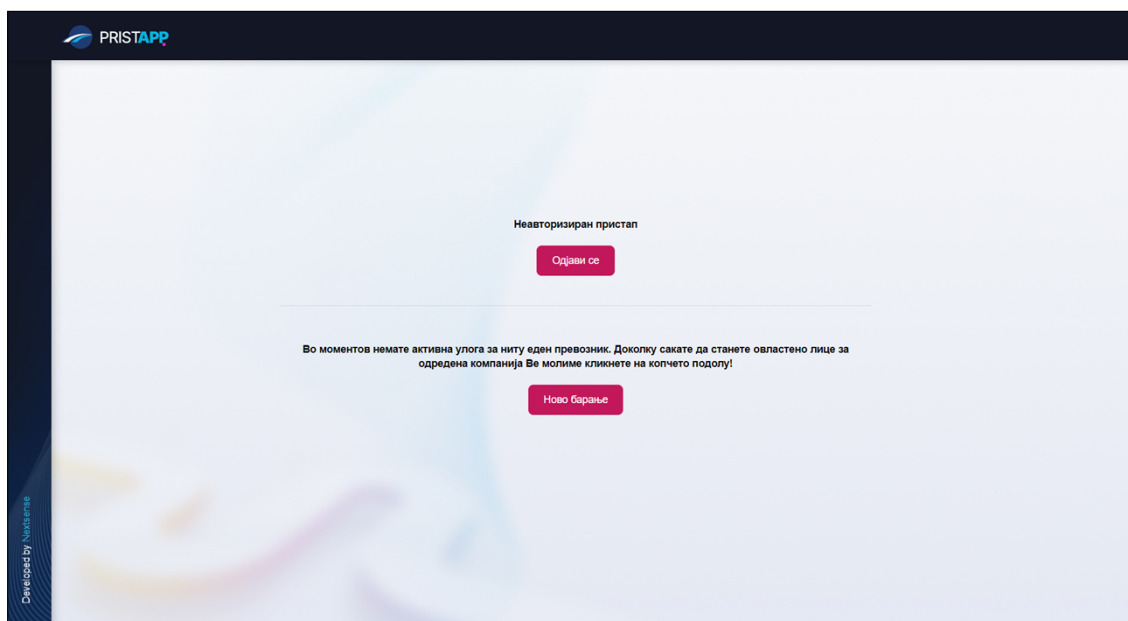 PRISTAPP
Неавторизиран пристап
Одјави се
Во моментов немате активна улога за ниту еден превозник. Доколку сакате да станете овластено лице за
одредена компанија Ве молиме кликнете на копчето подолу!
Ново барање
Developed by Nextsense